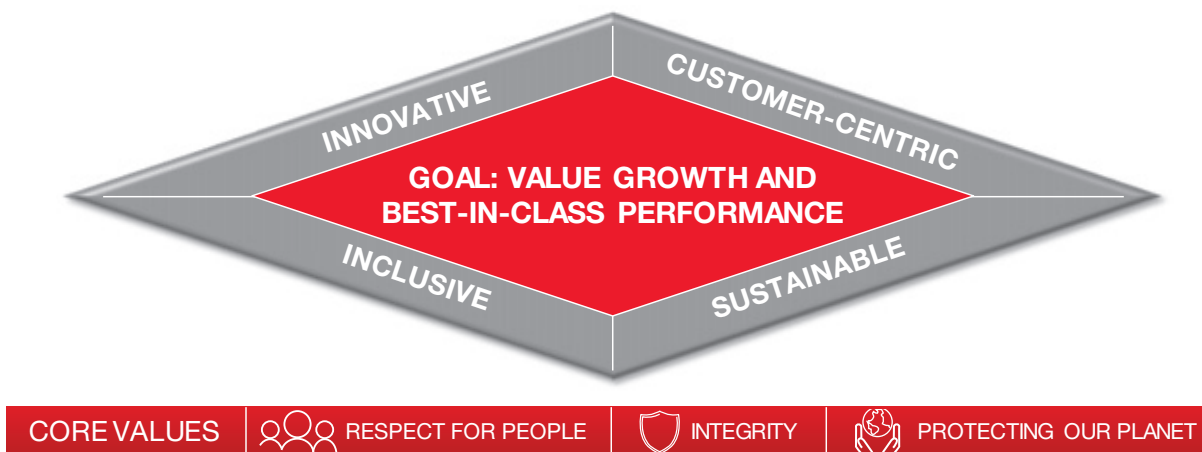 INNOVATIVE
CUSTOMER-CENTRIC
GOAL: VALUE GROWTH AND
BEST-IN-CLASS PERFORMANCE
INCLUSIVE
SUSTAINABLE
CORE VALUES
RESPECT FOR PEOPLE
INTEGRITY
PROTECTING OUR PLANET